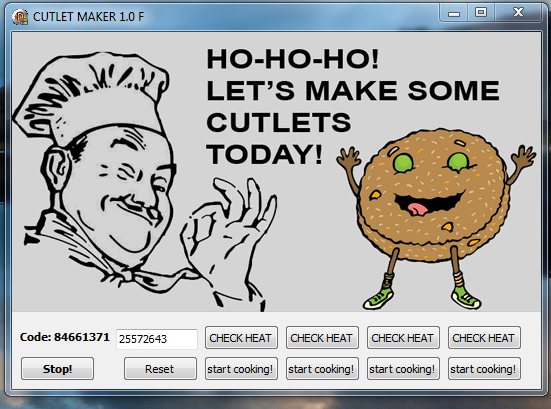 CUTLET MAKER 1.0 F
HO-HO-HO!
LET'S MAKE SOME
CUTLETS
TODAY!
Code: 84661371 25572643 CHECK HEAT CHECK HEAT CHECK HEAT CHECK HEAT
Stop! Reset start cooking! start cooking! start cooking! start cooking!